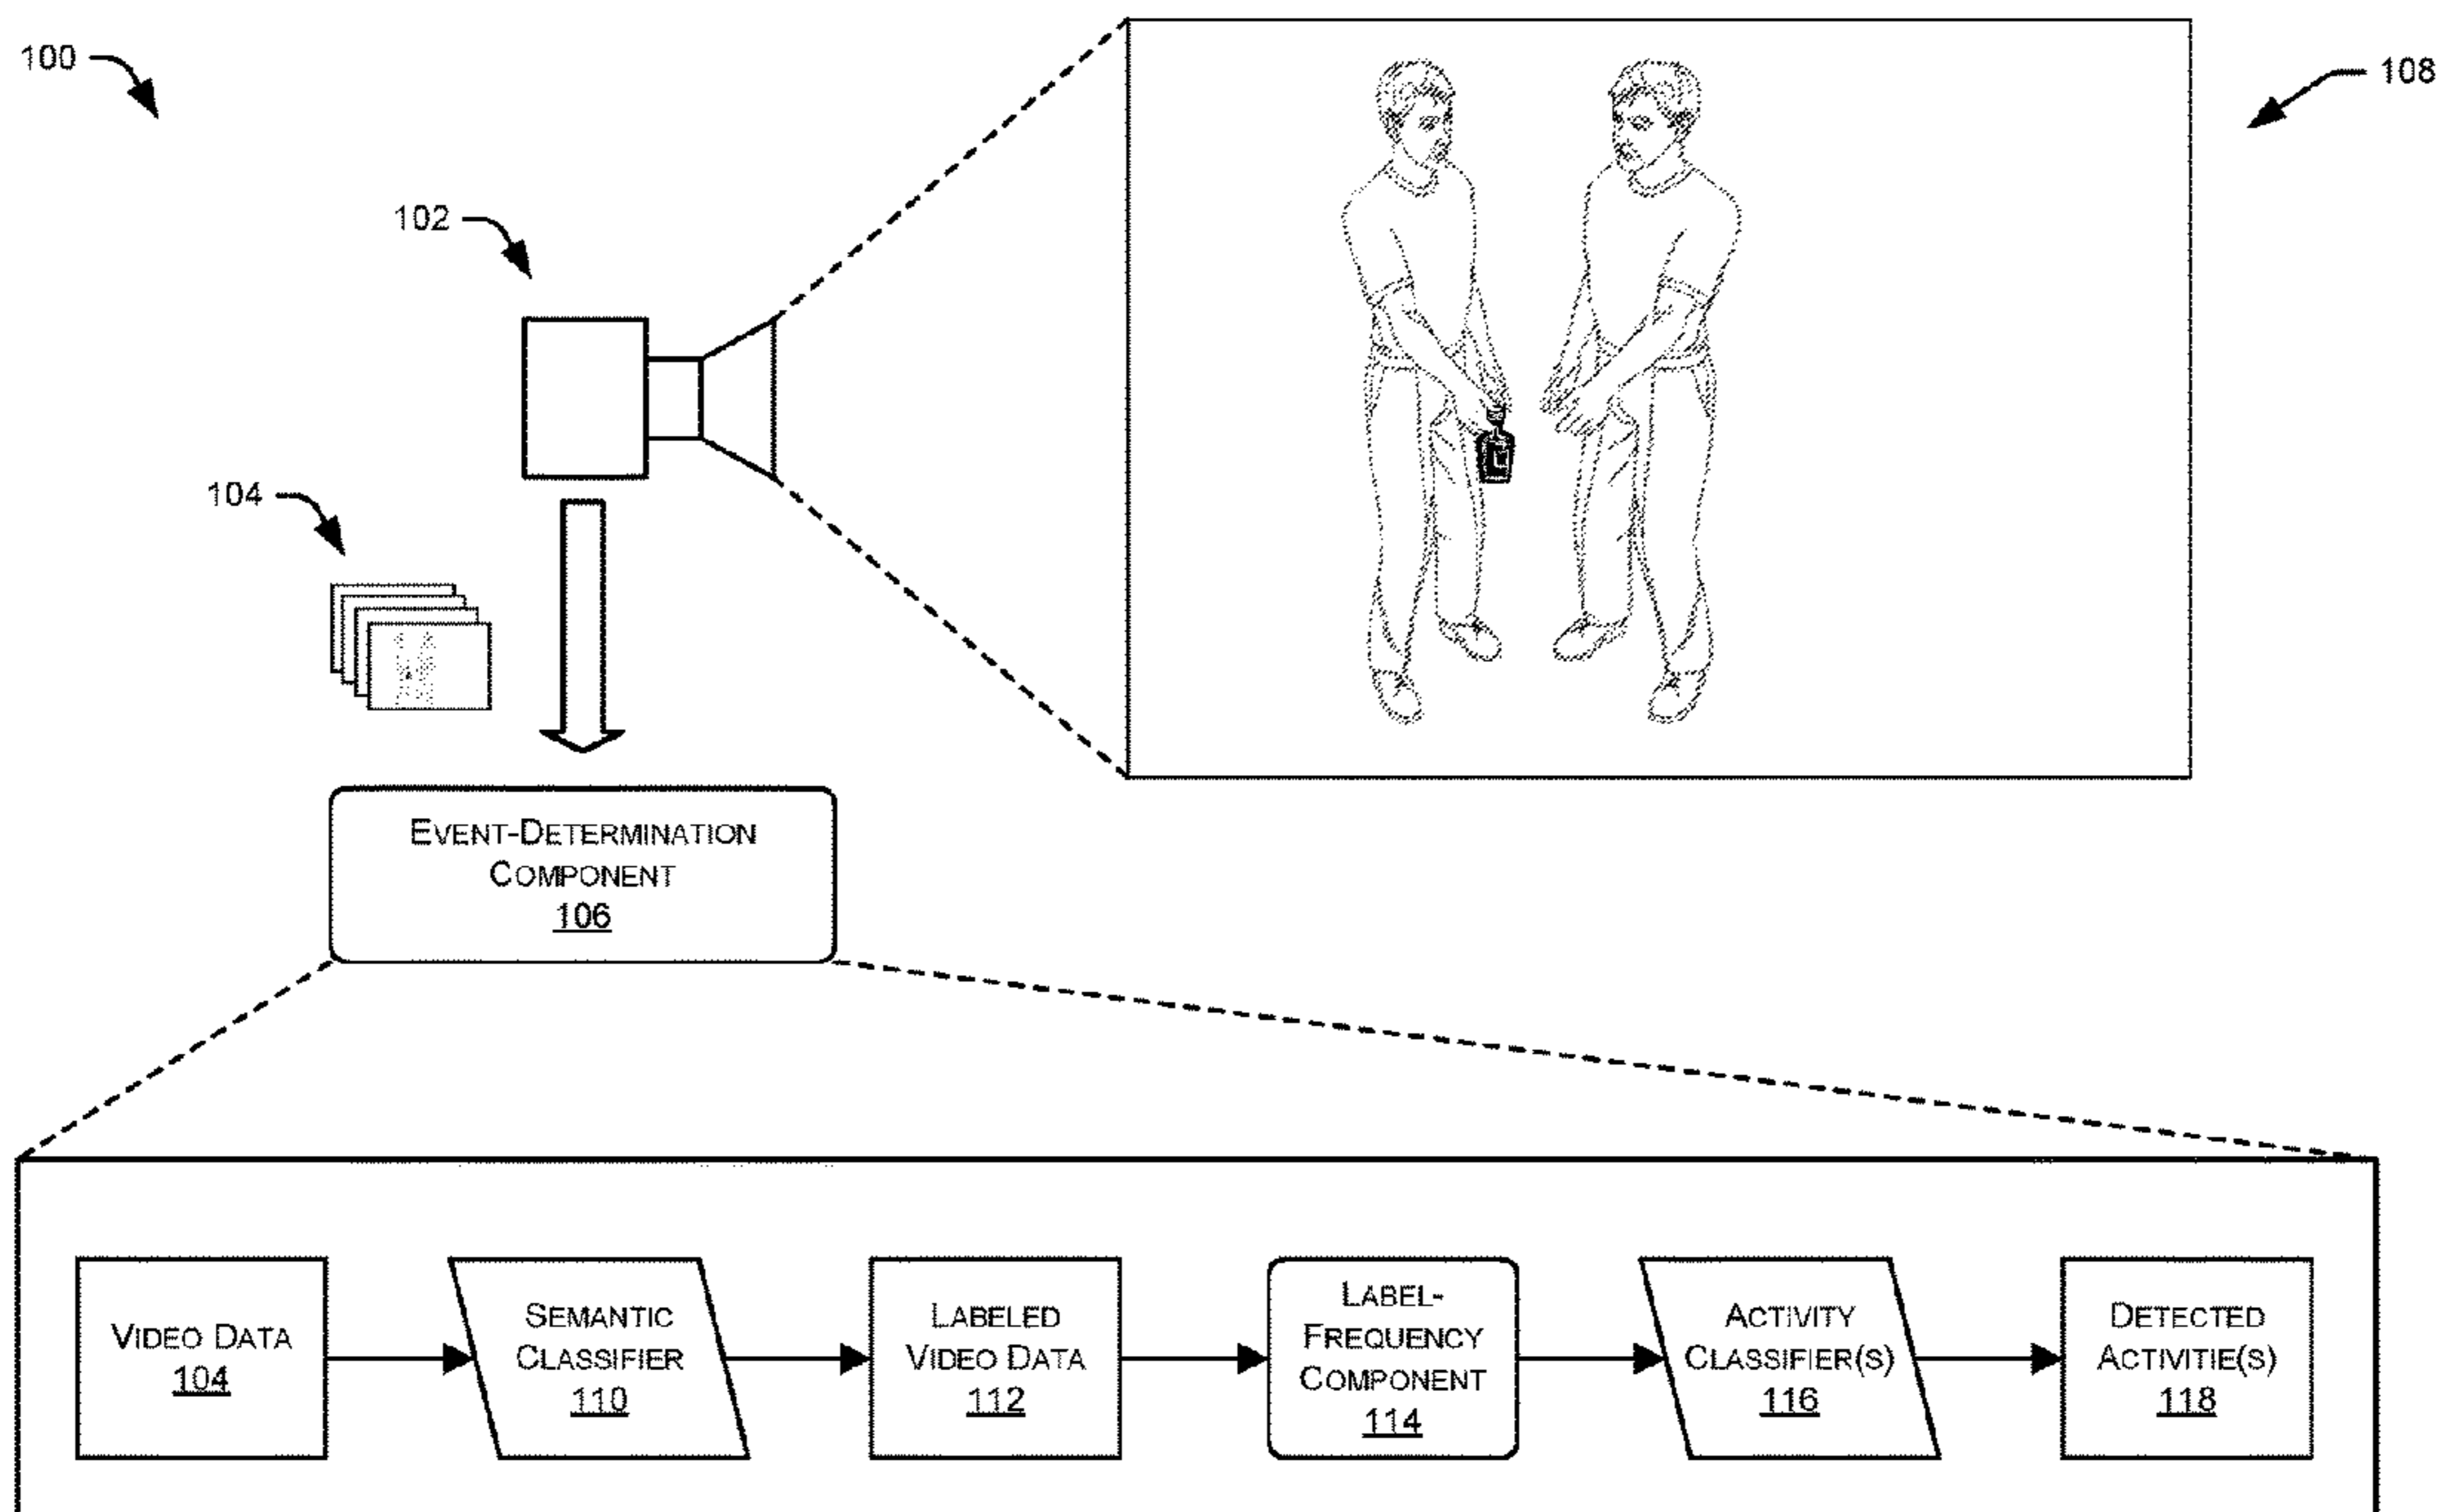 100
108
102
104
EVENT-DETERMINATION
COMPONENT
106
VIDEO DATA
104
SEMANTIC
CLASSIFIER
110
LABELED
VIDEO DATA
112
LABEL-
FREQUENCY
COMPONENT
114
ACTIVITY
CLASSIFIER(S)
116
DETECTED
ACTIVITIE(S)
118